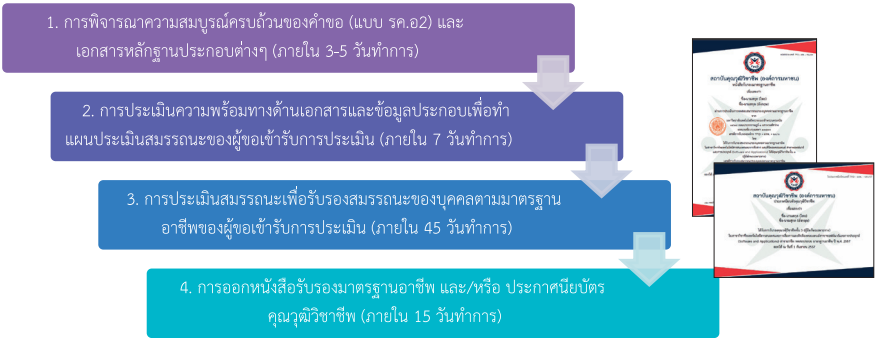 1. การพิจารณาความสมบูรณ์ครบถ้วนของคำขอ (แบบ รค.อ2) และ
เอกสารหลักฐานประกอบต่างๆ (ภายใน 3-5 วันทำการ)
2. การประเมินความพร้อมทางด้านเอกสารและข้อมูลประกอบเพื่อทำ
แผนประเมินสมรรถนะของผู้ขอเข้ารับการประเมิน (ภายใน 7 วันทำการ)
3. การประเมินสมรรถนะเพื่อรับรองสมรรถนะของบุคคลตามมาตรฐาน
อาชีพของผู้ขอเข้ารับการประเมิน (ภายใน 45 วันทำการ)
4. การออกหนังสือรับรองมาตรฐานอาชีพ และ/หรือ ประกาศนียบัตร
คุณวุฒิวิชาชีพ (ภายใน 15 วันทำการ)
สถาบันคุณวุฒิวิชาชีพ (องค์การมหาชน)
สถาบันคุณวุฒิวิชาชีพ (องค์การมหาชน)